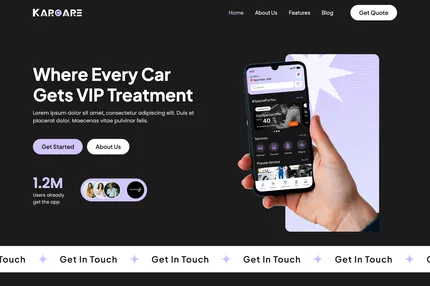 KARCARE
Home
About Us
Features
Blog
Get Quote
Where Every Car
Gets VIP Treatment
Lorem ipsum dolor sit amet, consectetur adipiscing elit. Duis et
placerat dolor. Maecenas vitae pulvinar felis.
Get Started
About Us
1.2M
Users already
get the app
#SpecialForYou
40
Services
Popular Service
Touch
Get In Touch
Get In Touch
Get In Touch
Get In Touch